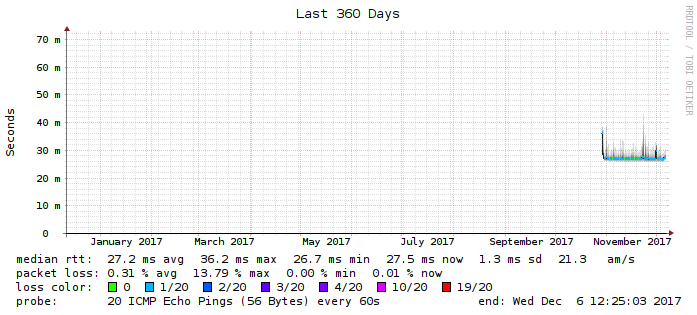 Last 360 Days
RRDTOOL / TOBI OETIKER
Seconds
70 m
60 m
50 m
40 m
30 m
20 m
10 m
0
January 2017 March 2017 May 2017 July 2017 September 2017 November 2017
median rtt: 27.2 ms avg 36.2 ms max 26.7 ms min 27.5 ms now 1.3 ms sd 21.3 am/s
packet loss: 0.31 % avg 13.79 % max 0.00 % min 0.01 % now
loss color: 0 1/20 2/20 3/20 4/20 10/20 19/20
probe: 20 ICMP Echo Pings (56 Bytes) every 60s end: Wed Dec 6 12:25:03 2017